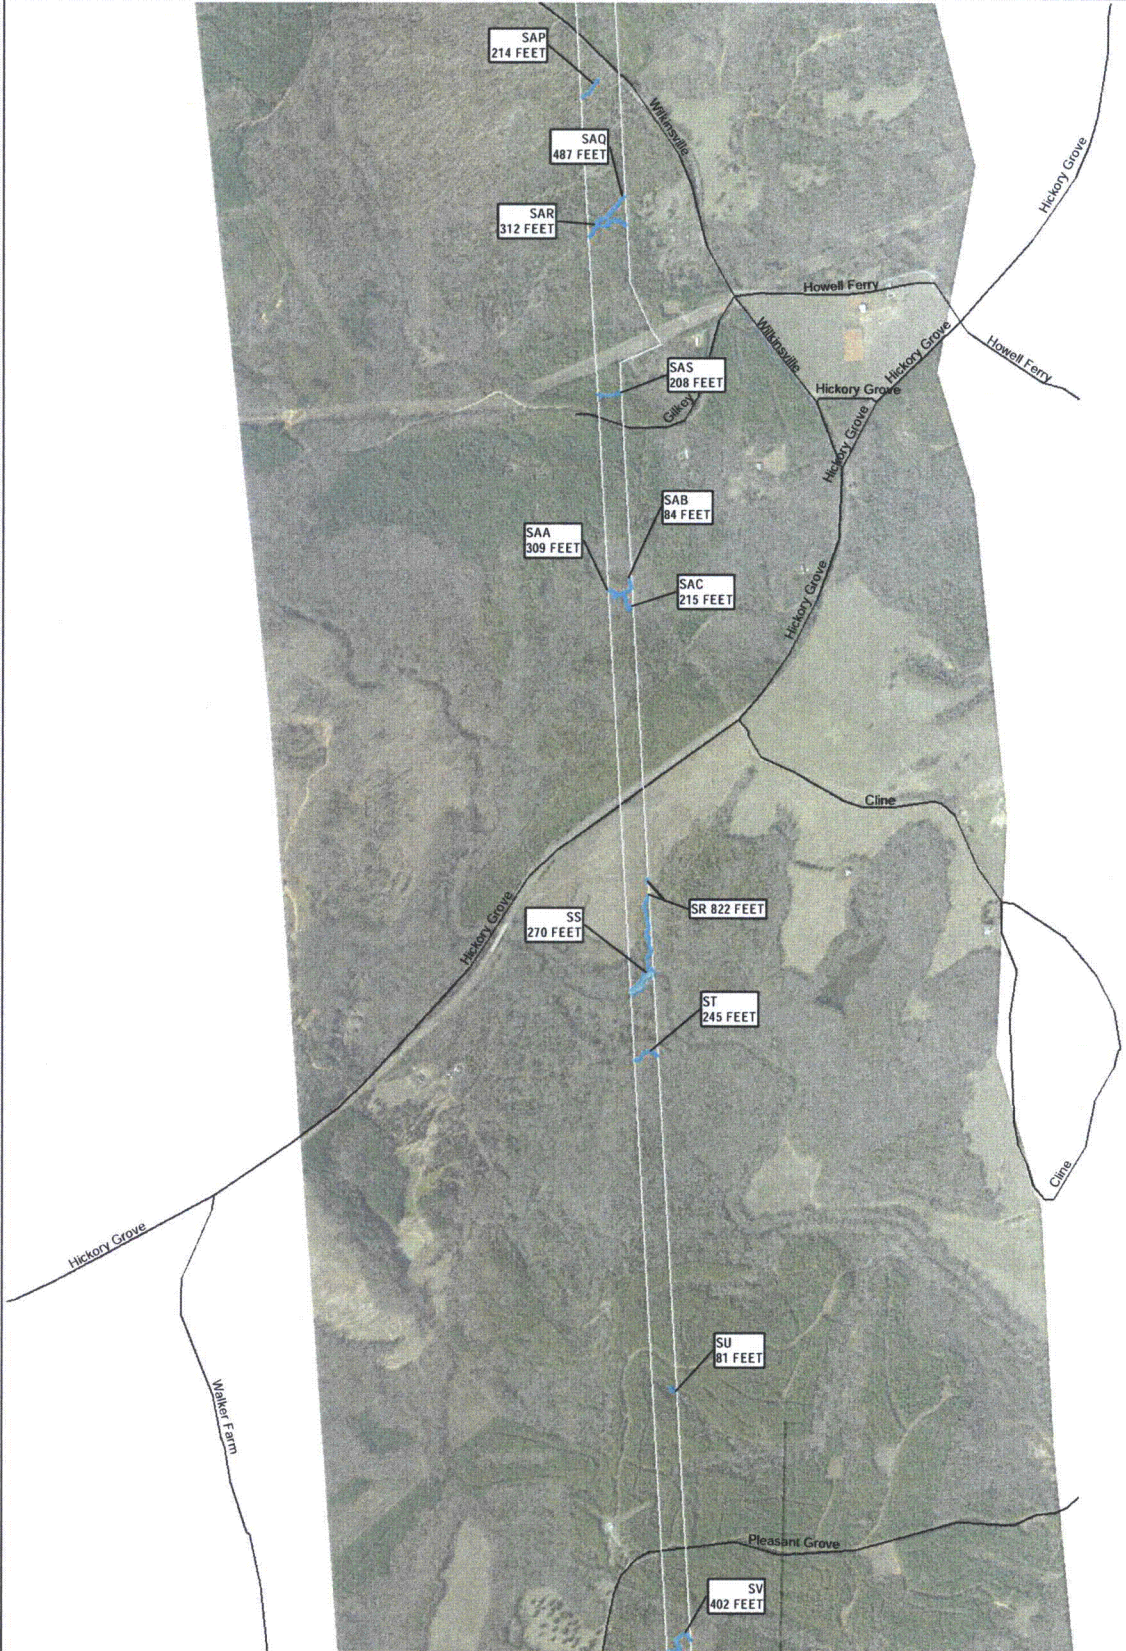 SAP
214 FEET
Wilkinsville
SAQ
487 FEET
Hickory Grove
SAR
312 FEET
Howell Ferry
Wilkinsville
Hickory Grove
Howell Ferry
SAS
208 FEET
Hickory Grove
Gilkey
Hickory Grove
SAB
84 FEET
SAA
309 FEET
SAC
215 FEET
Hickory Grove
Cline
SR 822 FEET
SS
270 FEET
Hickory Grove
ST
245 FEET
Cline
Hickory Grove
SU
81 FEET
Walker Farm
Pleasant Grove
SV
402 FEET